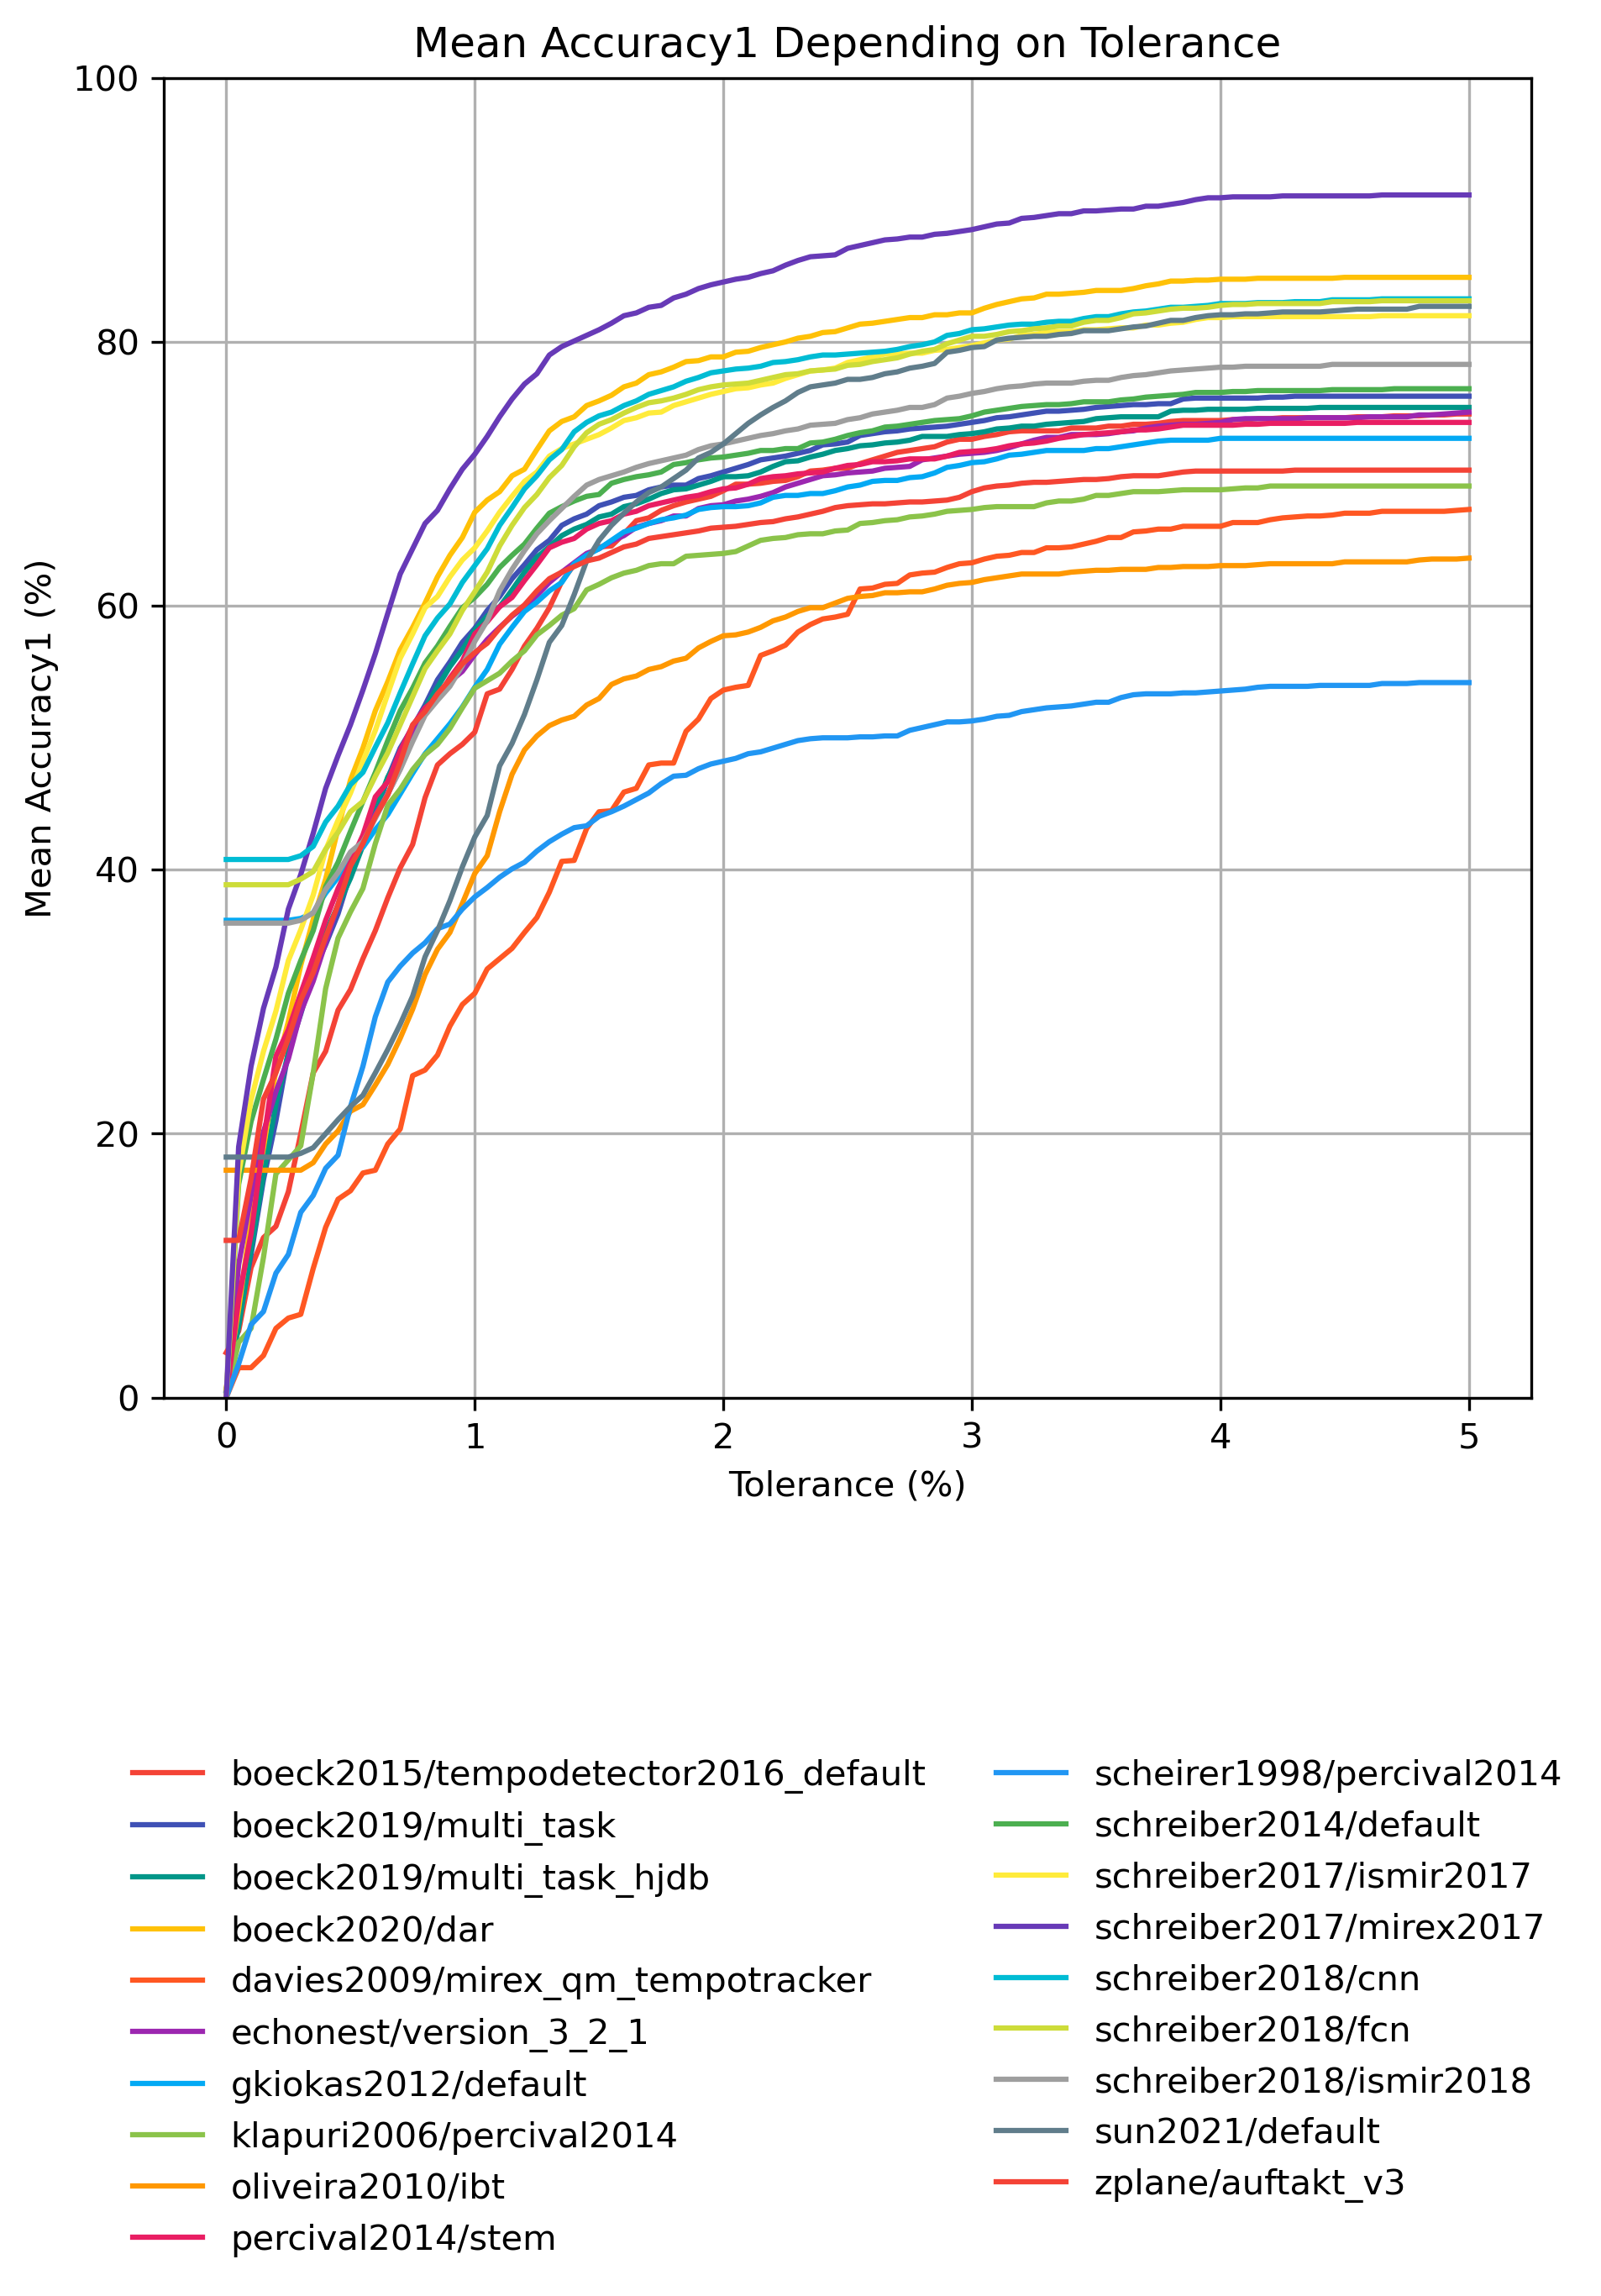 Mean Accuracy1 Depending on Tolerance
Mean Accuracy1 (%)
100
80
60
40
20
0
0 1 2 3 4 5
Tolerance (%)
boeck2015/tempodetector2016_default
boeck2019/multi_task
boeck2019/multi_task_hjdb
boeck2020/dar
davies2009/mirex_qm_tempotracker
echonest/version_3_2_1
gkiokas2012/default
klapuri2006/percival2014
oliveira2010/ibt
percival2014/stem
scheirer1998/percival2014
schreiber2014/default
schreiber2017/ismir2017
schreiber2017/mirex2017
schreiber2018/cnn
schreiber2018/fcn
schreiber2018/ismir2018
sun2021/default
zplane/auftakt_v3